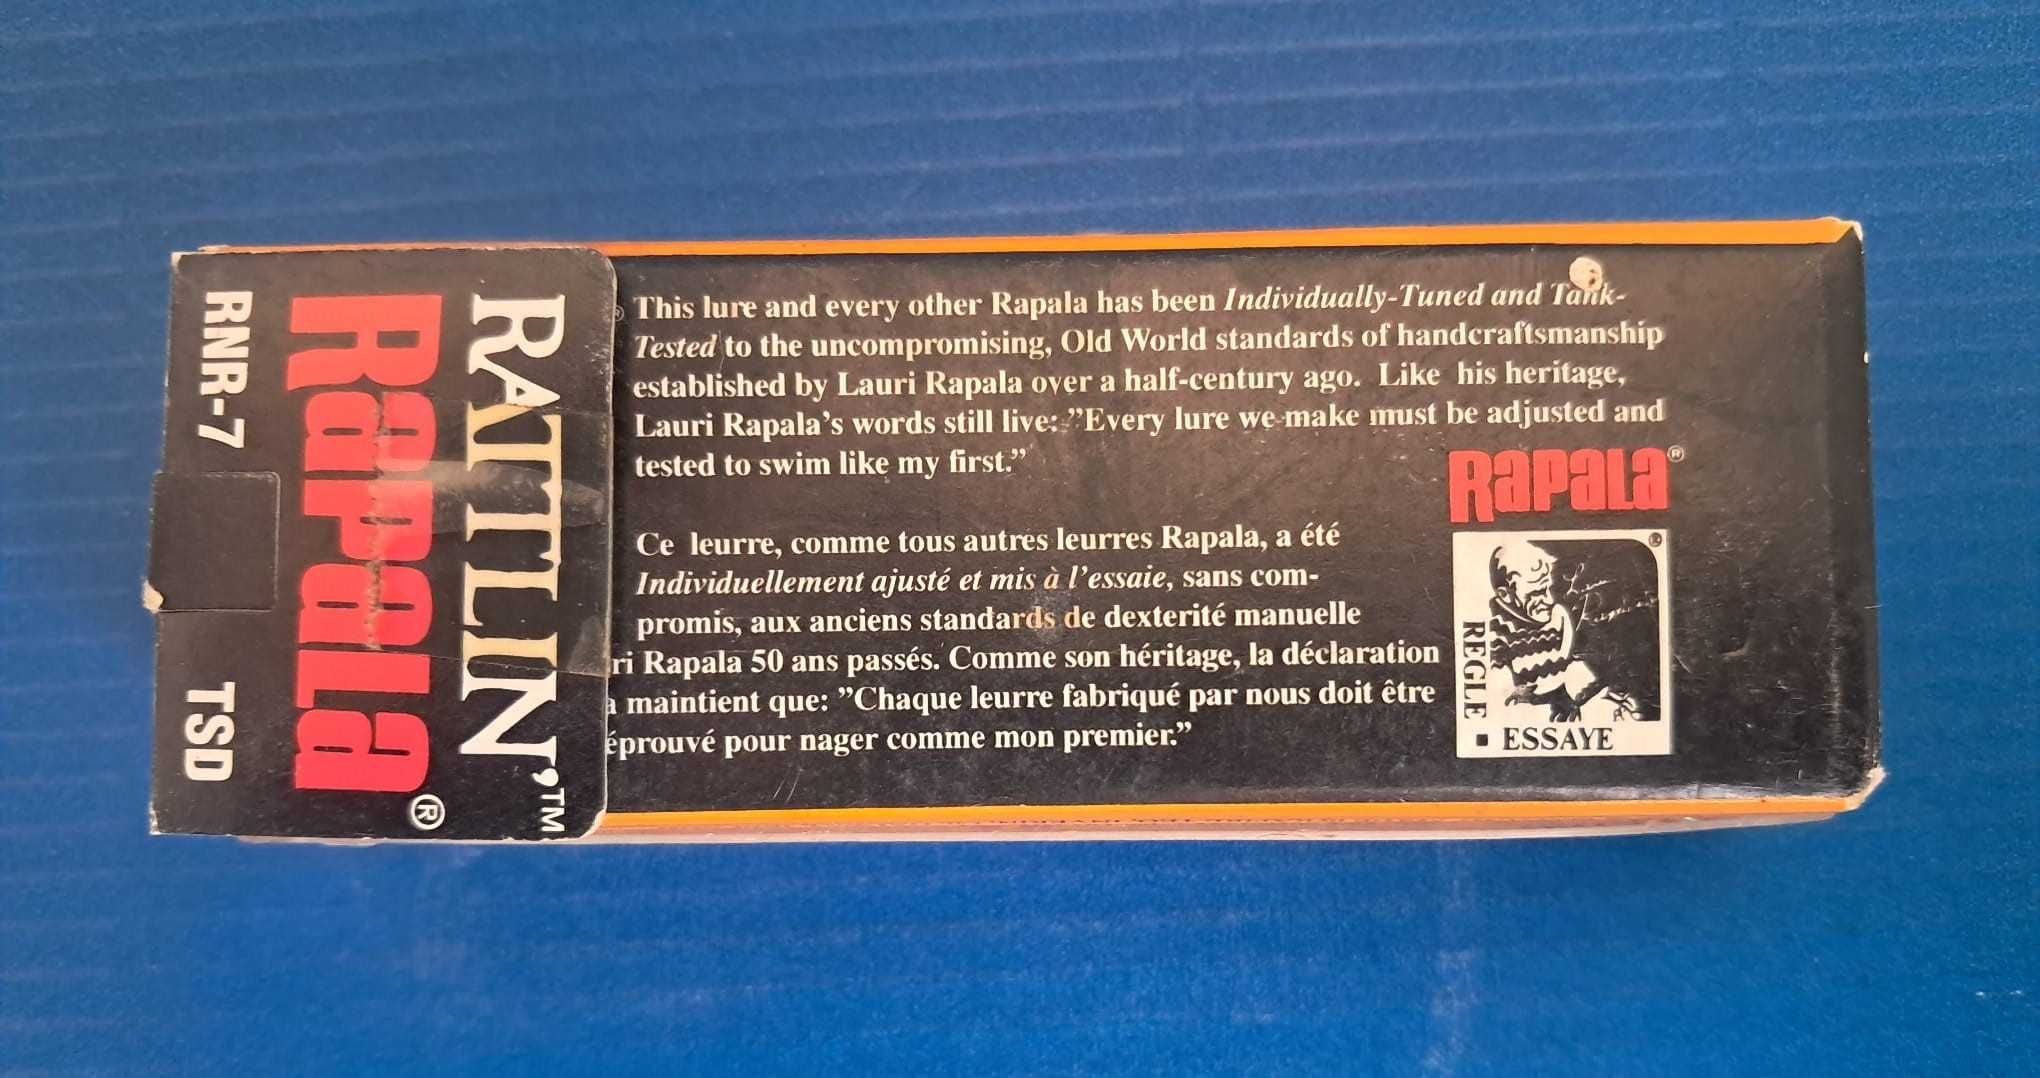 RATTLIN'™
RaPaLa®
RNR-7
TSD
® This lure and every other Rapala has been Individually-Tuned and Tank-
Tested to the uncompromising, Old World standards of handcraftsmanship
established by Lauri Rapala over a half-century ago. Like his heritage,
Lauri Rapala's words still live: ”Every lure we make must be adjusted and
tested to swim like my first.”
Ce leurre, comme tous autres leurres Rapala, a été
Individuellement ajusté et mis à l'essaie, sans com-
promis, aux anciens standards de dexterité manuelle
ri Rapala 50 ans passés. Comme son héritage, la déclaration
a maintient que: ”Chaque leurre fabriqué par nous doit être
éprouvé pour nager comme mon premier.”
RaPaLa®
®
REGLE
▪ ESSAYE